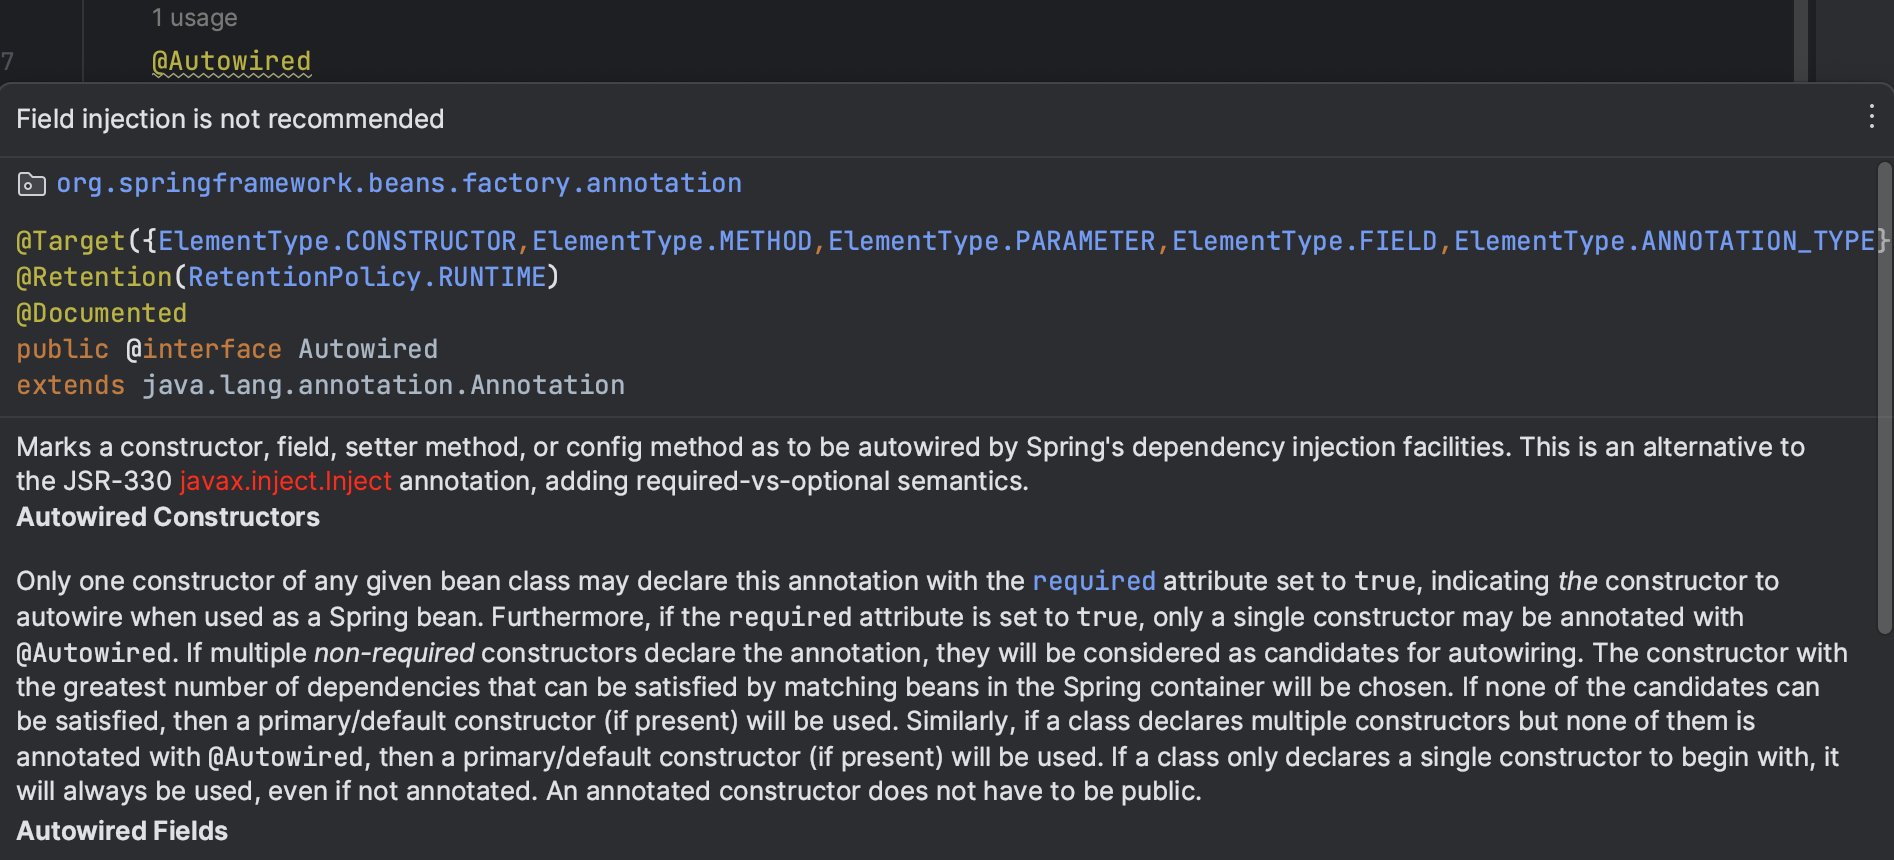 1 usage
7
@Autowired
Field injection is not recommended
org.springframework.beans.factory.annotation
@Target({ElementType.CONSTRUCTOR,ElementType.METHOD,ElementType.PARAMETER,ElementType.FIELD,ElementType.ANNOTATION_TYPE}
@Retention(RetentionPolicy.RUNTIME)
@Documented
public @interface Autowired
extends java.lang.annotation.Annotation
Marks a constructor, field, setter method, or config method as to be autowired by Spring's dependency injection facilities. This is an alternative to
the JSR-330 javax.inject.Inject annotation, adding required-vs-optional semantics.
Autowired Constructors
Only one constructor of any given bean class may declare this annotation with the required attribute set to true, indicating the constructor to
autowire when used as a Spring bean. Furthermore, if the required attribute is set to true, only a single constructor may be annotated with
@Autowired. If multiple non-required constructors declare the annotation, they will be considered as candidates for autowiring. The constructor with
the greatest number of dependencies that can be satisfied by matching beans in the Spring container will be chosen. If none of the candidates can
be satisfied, then a primary/default constructor (if present) will be used. Similarly, if a class declares multiple constructors but none of them is
annotated with @Autowired, then a primary/default constructor (if present) will be used. If a class only declares a single constructor to begin with, it
will always be used, even if not annotated. An annotated constructor does not have to be public.
Autowired Fields